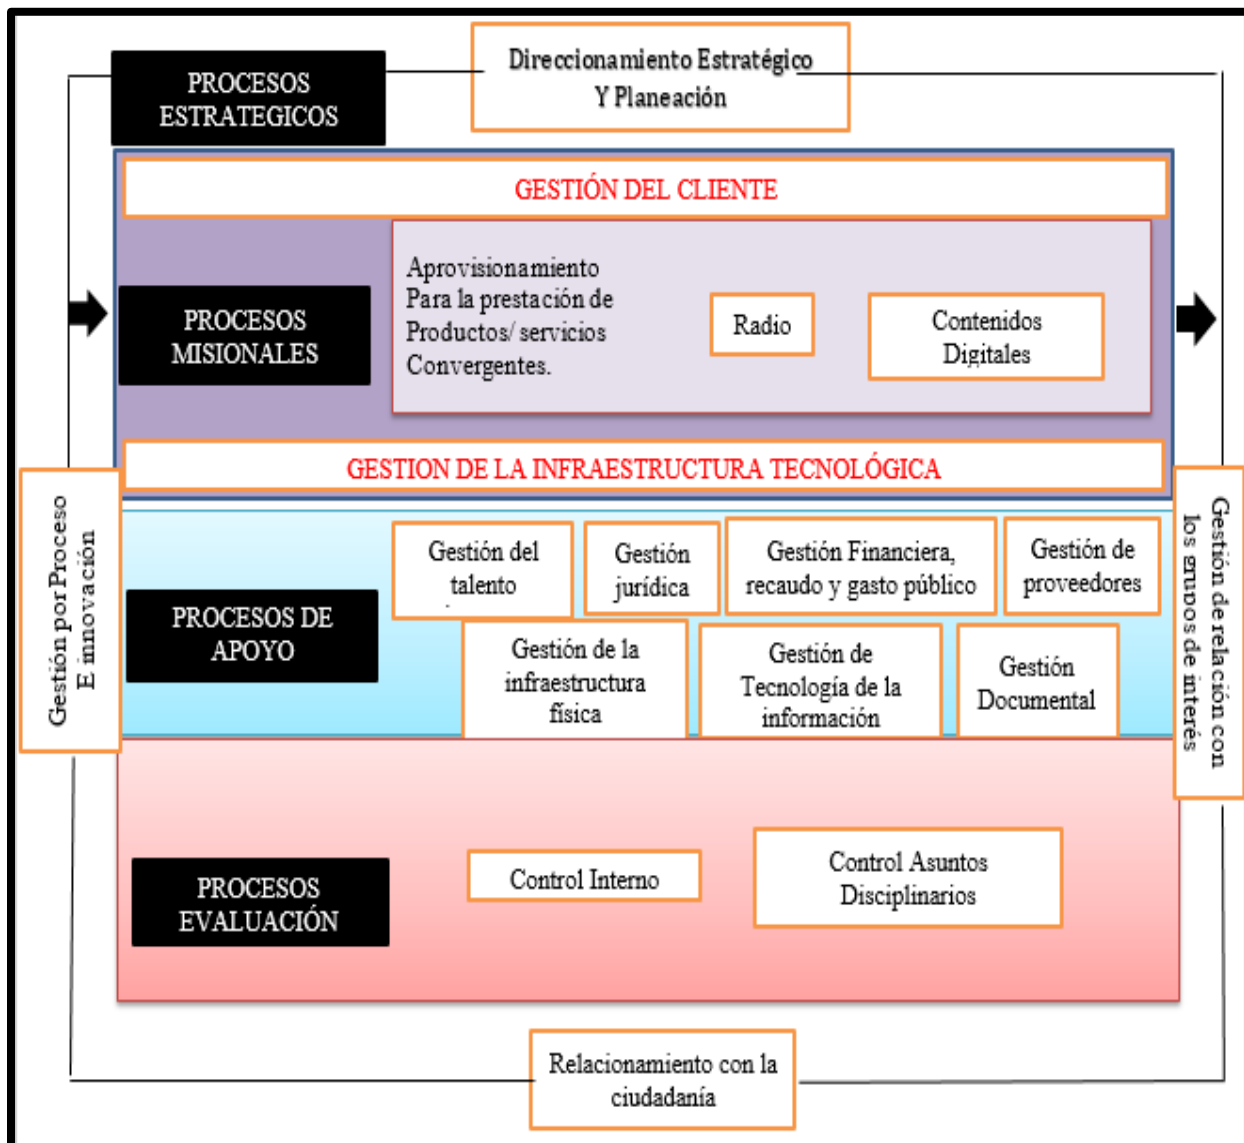 PROCESOS
ESTRATEGICOS
Direccionamiento Estratégico
Y Planeación
GESTIÓN DEL CLIENTE
PROCESOS
MISIONALES
Aprovisionamiento
Para la prestación de
Productos/ servicios
Convergentes.
Radio
Contenidos
Digitales
GESTION DE LA INFRAESTRUCTURA TECNOLÓGICA
Gestión por Proceso
E innovación
Gestión de relación con
los grupos de interés
PROCESOS DE
APOYO
Gestión del
talento
Gestión
jurídica
Gestión Financiera,
recaudo y gasto público
Gestión de
proveedores
Gestión de la
infraestructura
física
Gestión de
Tecnología de la
información
Gestión
Documental
PROCESOS
EVALUACIÓN
Control Interno
Control Asuntos
Disciplinarios
Relacionamiento con la
ciudadanía